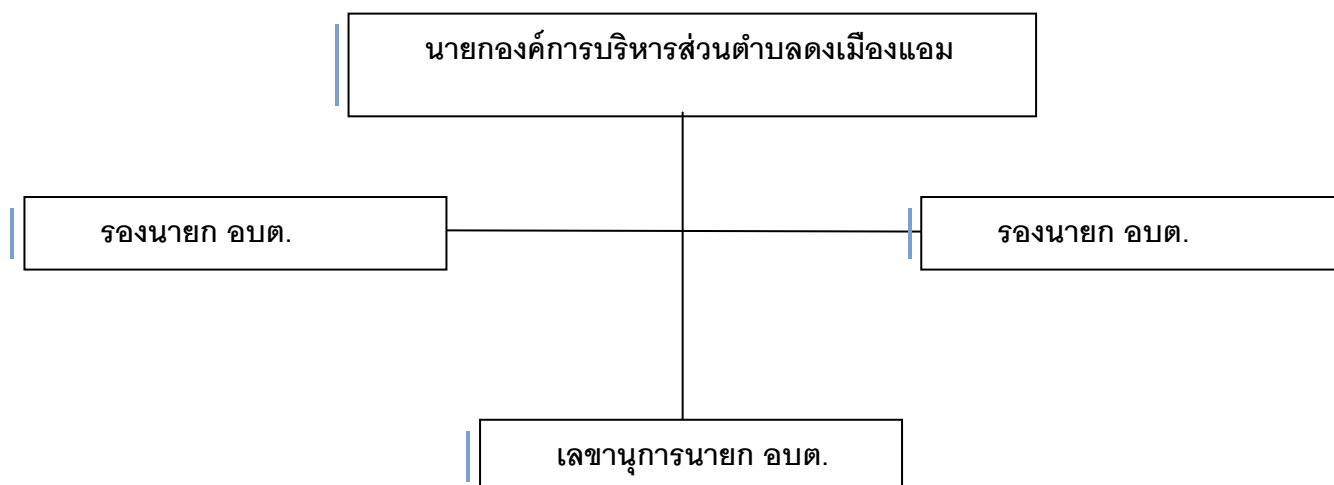 นายกองค์การบริหารส่วนตำบลดงเมืองแอม
รองนายก อบต.
รองนายก อบต.
เลขานุการนายก อบต.